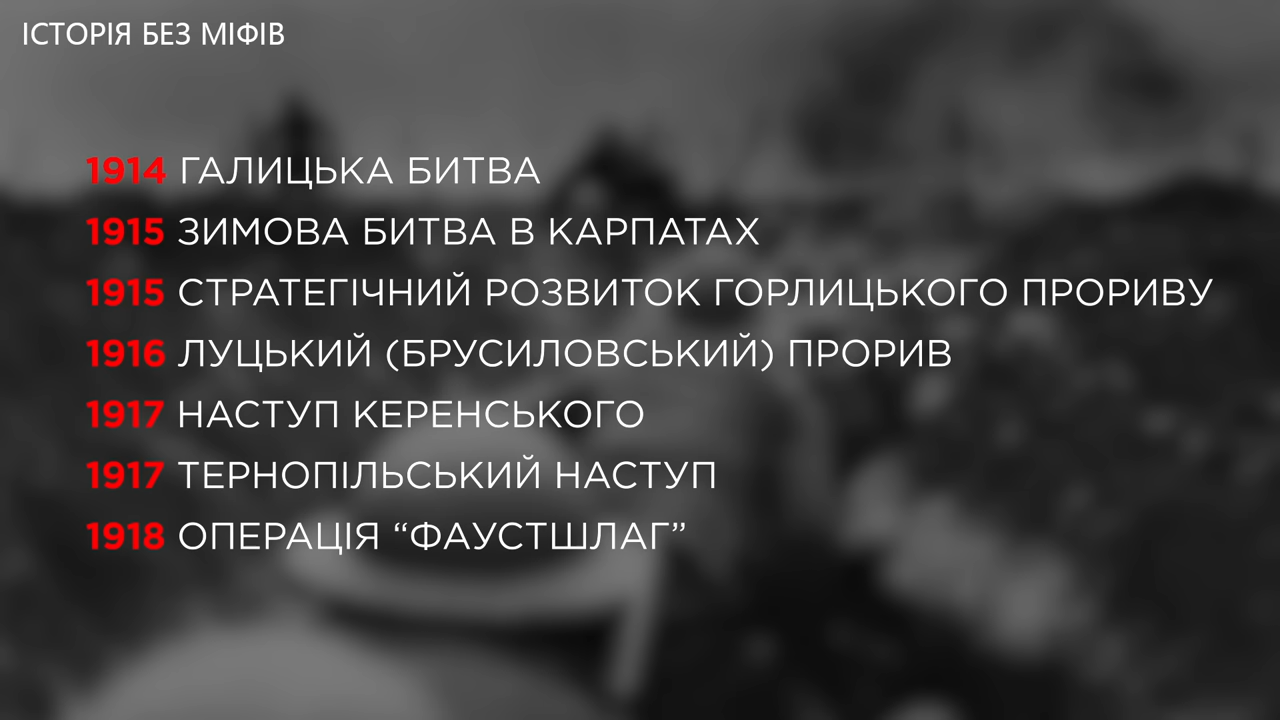 ІСТОРІЯ БЕЗ МІФІВ
1914 ГАЛИЦЬКА БИТВА
1915 ЗИМОВА БИТВА В КАРПАТАХ
1915 СТРАТЕГІЧНИЙ РОЗВИТОК ГОРЛИЦЬКОГО ПРОРИВУ
1916 ЛУЦЬКИЙ (БРУСИЛОВСЬКИЙ) ПРОРИВ
1917 НАСТУП КЕРЕНСЬКОГО
1917 ТЕРНОПІЛЬСЬКИЙ НАСТУП
1918 ОПЕРАЦІЯ “ФАУСТШЛАГ”